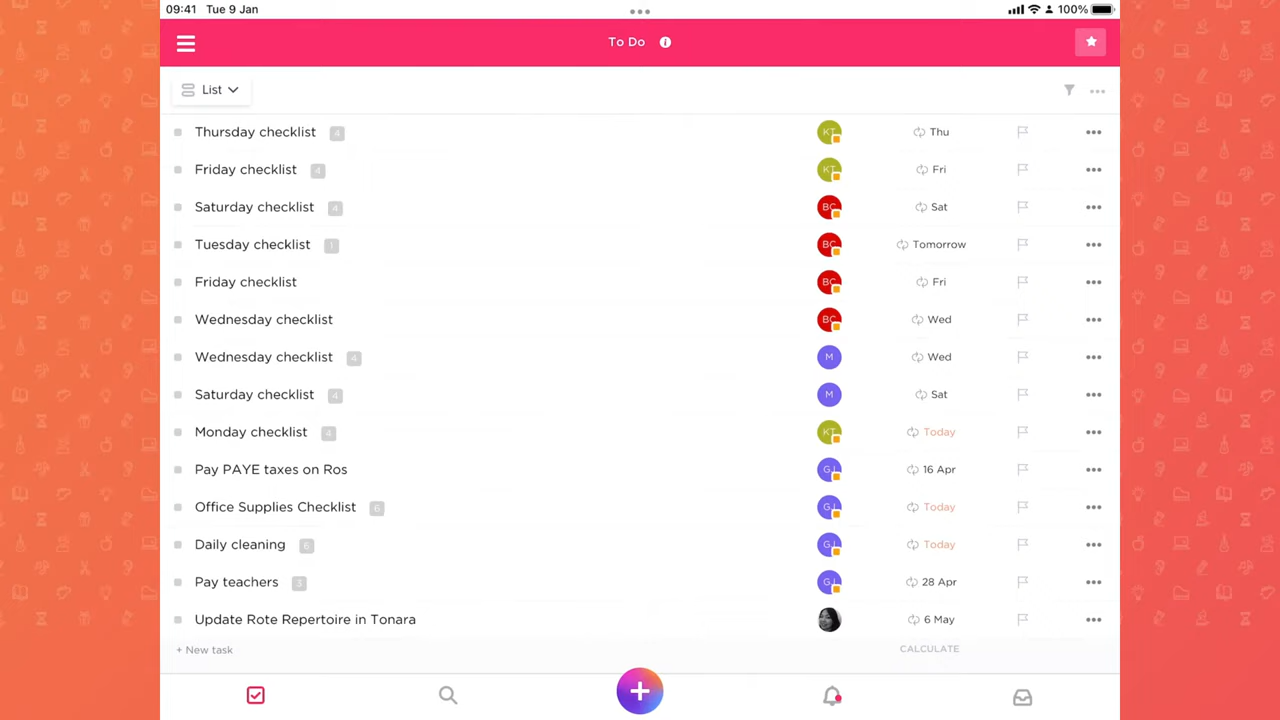 09:41 Tue 9 Jan 100%
To Do
List
Thursday checklist 4 KT Thu
Friday checklist 4 KT Fri
Saturday checklist 4 BC Sat
Tuesday checklist 1 BC Tomorrow
Friday checklist BC Fri
Wednesday checklist BC Wed
Wednesday checklist 4 M Wed
Saturday checklist 4 M Sat
Monday checklist 4 KT Today
Pay PAYE taxes on Ros 16 Apr
Office Supplies Checklist 6 Today
Daily cleaning 6 Today
Pay teachers 3 28 Apr
Update Rote Repertoire in Tonara 6 May
+ New task CALCULATE